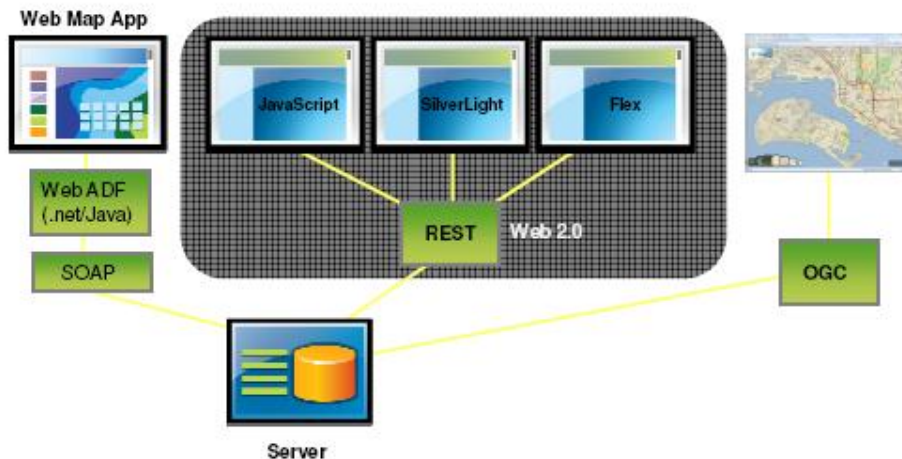 Web Map App
JavaScript
SilverLight
Flex
Web ADF
(.net/Java)
SOAP
REST
Web 2.0
OGC
Server